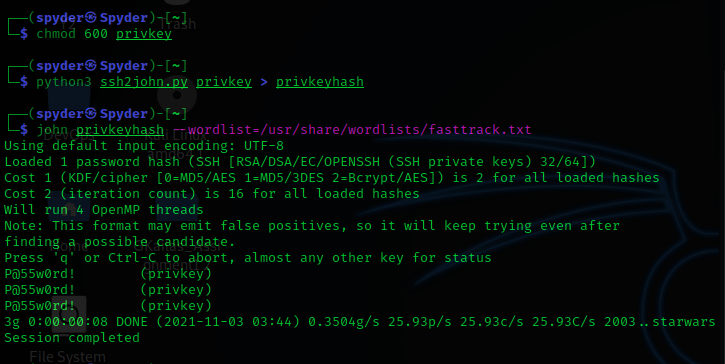 Trash
┌──(spyder㉿Spyder)-[~]
└─$ chmod 600 privkey
┌──(spyder㉿Spyder)-[~]
└─$ python3 ssh2john.py privkey > privkeyhash
┌──(spyder㉿Spyder)-[~]
└─$ john privkeyhash --wordlist=/usr/share/wordlists/fasttrack.txt
Using default input encoding: UTF-8
Loaded 1 password hash (SSH [RSA/DSA/EC/OPENSSH (SSH private keys) 32/64])
Cost 1 (KDF/cipher [0=MD5/AES 1=MD5/3DES 2=Bcrypt/AES]) is 2 for all loaded hashes
Cost 2 (iteration count) is 16 for all loaded hashes
Will run 4 OpenMP threads
Note: This format may emit false positives, so it will keep trying even after
finding a possible candidate.
Press 'q' or Ctrl-C to abort, almost any other key for status
P@55w0rd!        (privkey)
P@55w0rd!        (privkey)
P@55w0rd!        (privkey)
3g 0:00:00:08 DONE (2021-11-03 03:44) 0.3504g/s 25.93p/s 25.93c/s 25.93C/s 2003..starwars
Session completed
File System